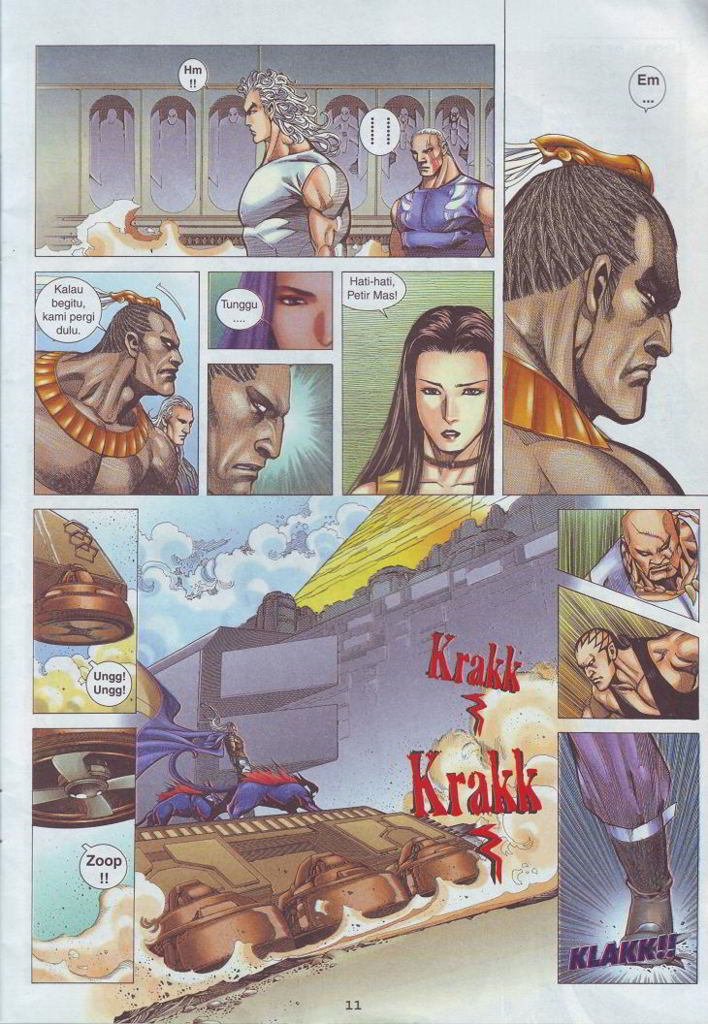 Hm
!!
Em
...
Kalau
begitu,
kami pergi
dulu.
Tunggu
....
Hati-hati,
Petir Mas!
Ungg!
Ungg!
Krakk
Krakk
Zoop
!!
KLAKK!!
11